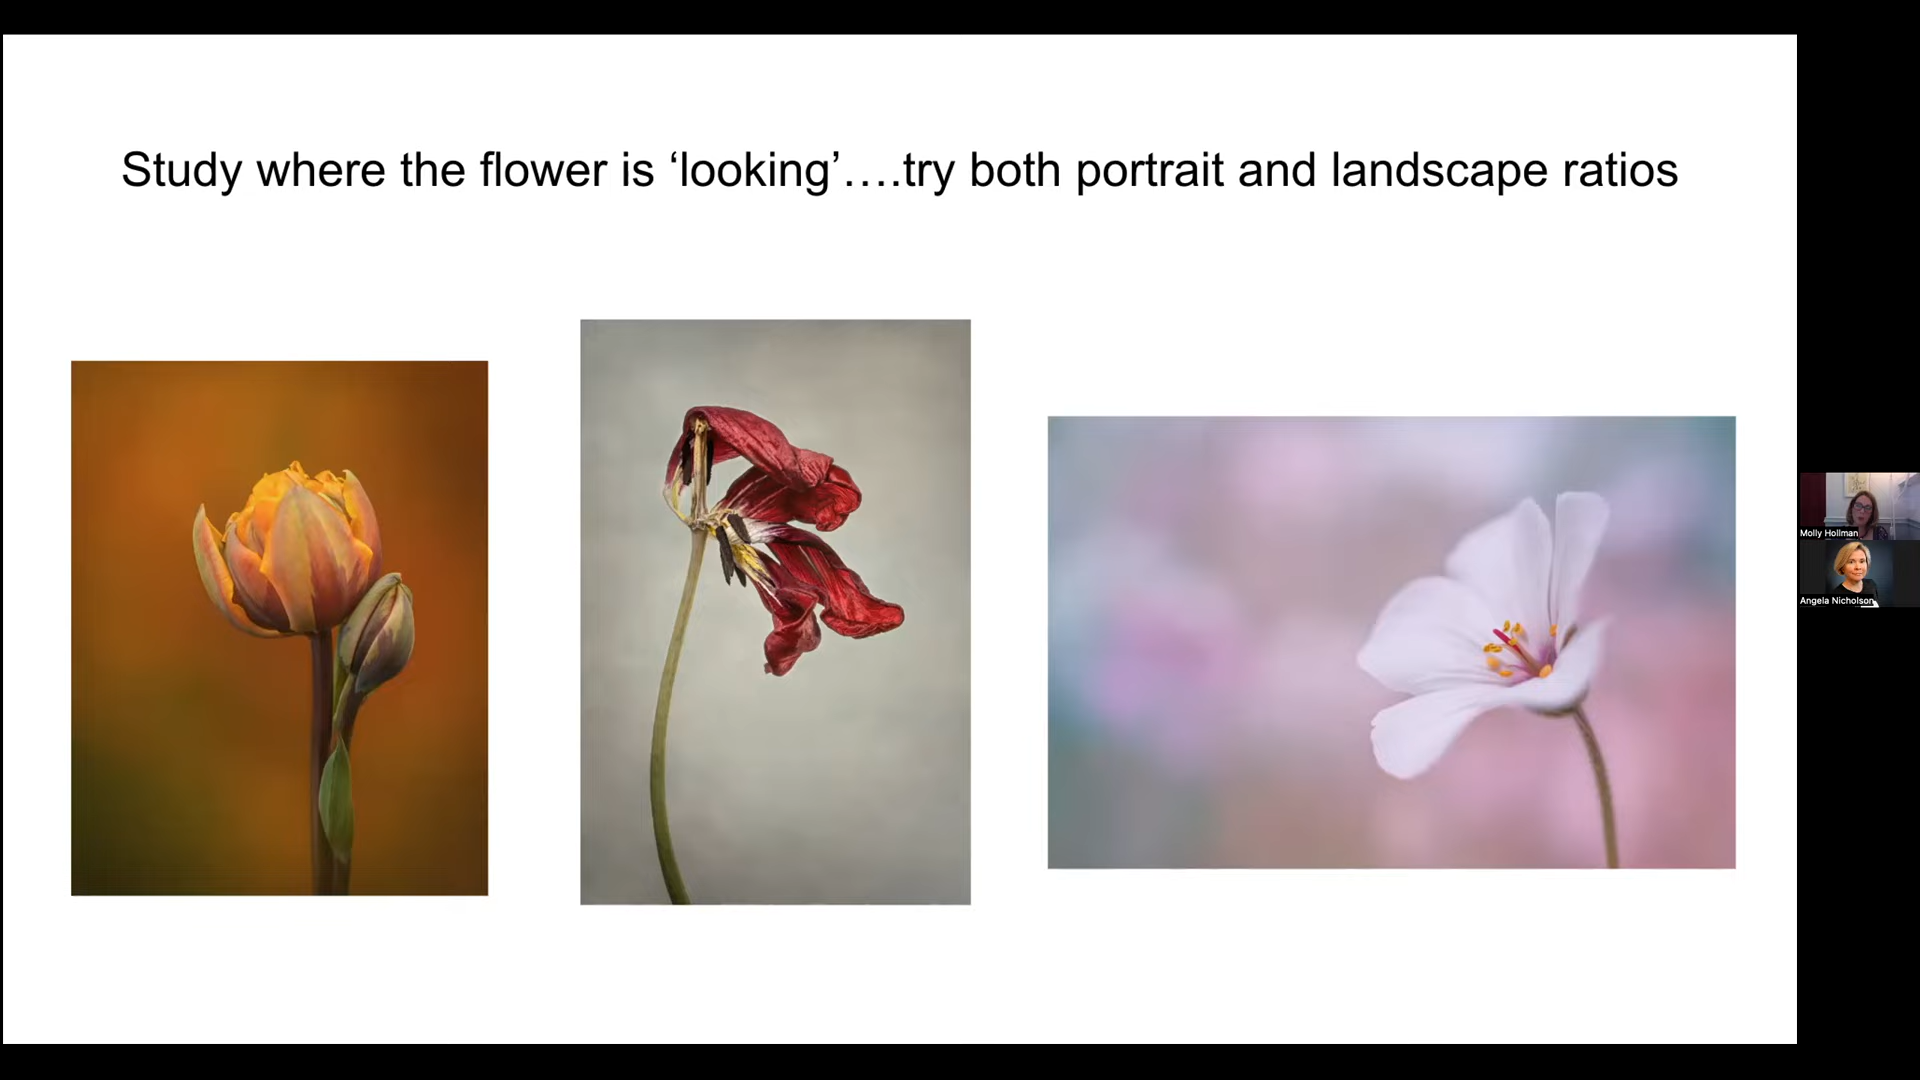 Study where the flower is ‘looking’….try both portrait and landscape ratios
Molly Hollman
Angela Nicholson